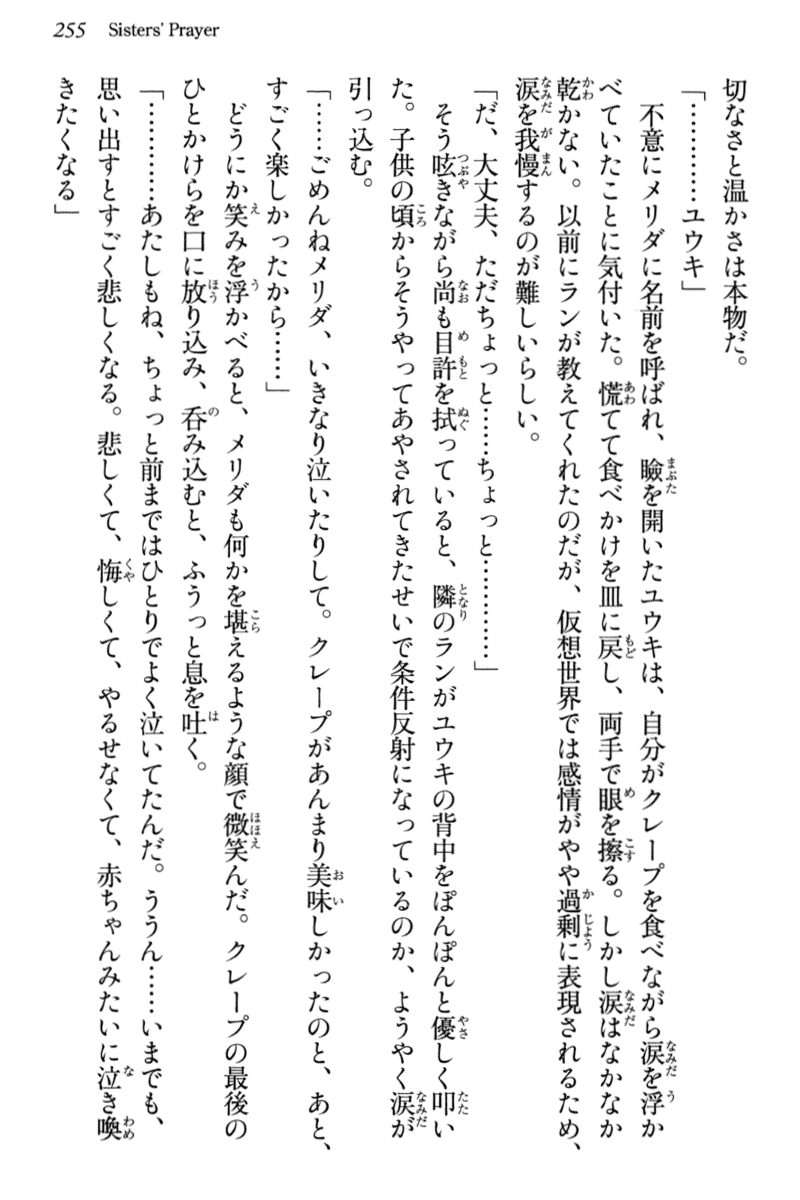 255 Sisters' Prayer
切なさと温かさは本物だ。
「…………ユウキ」
不意にメリダに名前を呼ばれ、瞼を開いたユウキは、自分がクレープを食べながら涙を浮か
べていたことに気付いた。慌てて食べかけを皿に戻し、両手で眼を擦る。しかし涙はなかなか
乾かない。以前にランが教えてくれたのだが、仮想世界では感情がやや過剰に表現されるため、
涙を我慢するのが難しいらしい。
「だ、大丈夫、ただちょっと……ちょっと…………」
そう呟きながら尚も目許を拭っていると、隣のランがユウキの背中をぽんぽんと優しく叩い
た。子供の頃からそうやってあやされてきたせいで条件反射になっているのか、ようやく涙が
引っ込む。
「……ごめんねメリダ、いきなり泣いたりして。クレープがあんまり美味しかったのと、あと、
すごく楽しかったから……」
どうにか笑みを浮かべると、メリダも何かを堪えるような顔で微笑んだ。クレープの最後の
ひとかけらを口に放り込み、呑み込むと、ふうっと息を吐く。
「…………あたしもね、ちょっと前まではひとりでよく泣いてたんだ。ううん……いまでも、
思い出すとすごく悲しくなる。悲しくて、悔しくて、やるせなくて、赤ちゃんみたいに泣き喚
きたくなる」